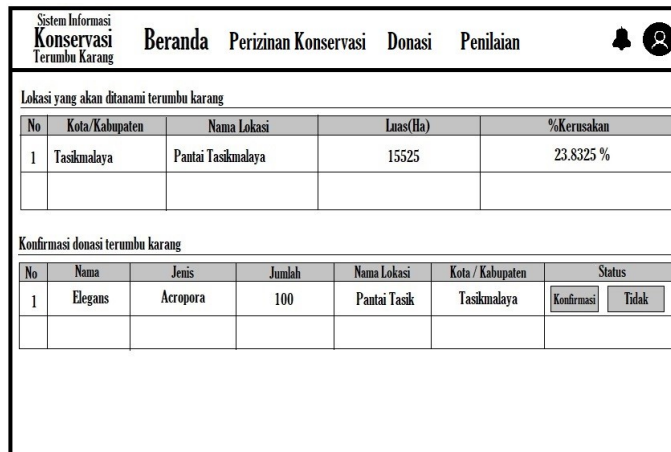 Sistem Informasi
Konservasi
Terumbu Karang
Beranda Perizinan Konservasi Donasi Penilaian
Lokasi yang akan ditanami terumbu karang
No Kota/Kabupaten Nama Lokasi Luas(Ha) %Kerusakan
1 Tasikmalaya Pantai Tasikmalaya 15525 23.8325 %
Konfirmasi donasi terumbu karang
No Nama Jenis Jumlah Nama Lokasi Kota / Kabupaten Status
1 Elegans Acropora 100 Pantai Tasik Tasikmalaya Konfirmasi Tidak